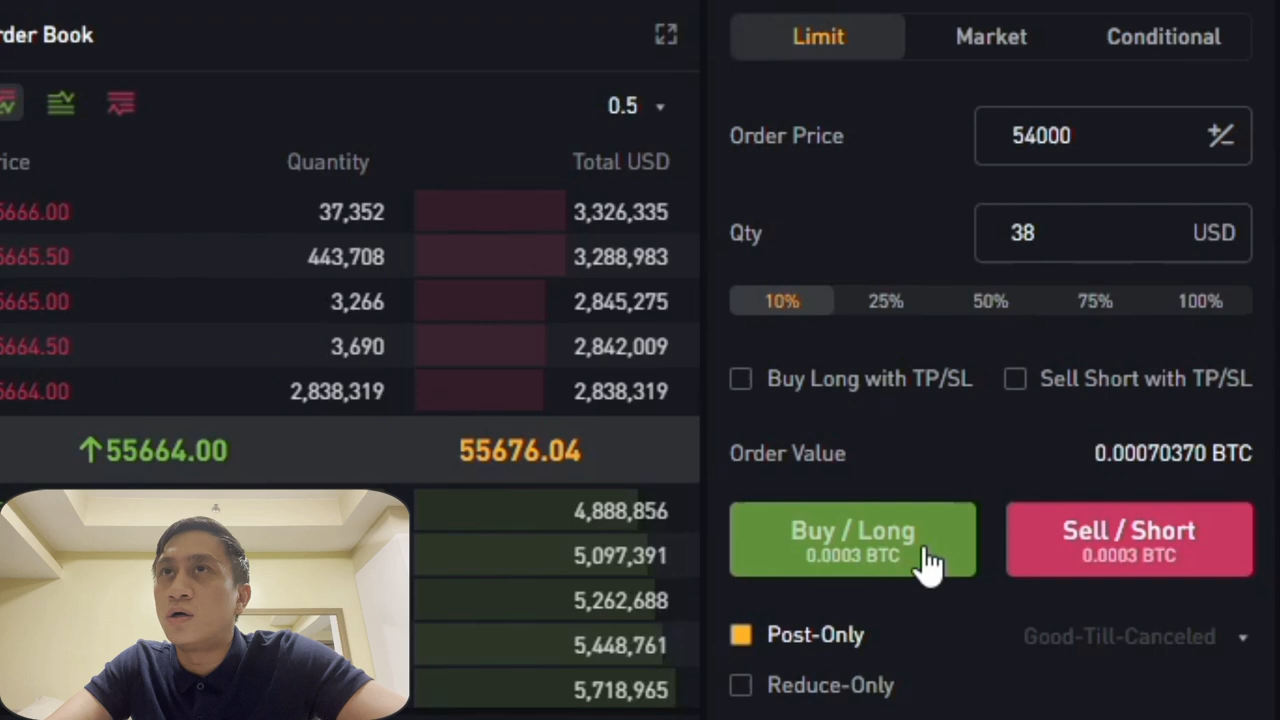 rder Book
0.5
ice Quantity Total USD
5666.00 37,352 3,326,335
5665.50 443,708 3,288,983
5665.00 3,266 2,845,275
5664.50 3,690 2,842,009
5664.00 2,838,319 2,838,319
↑55664.00 55676.04
4,888,856
5,097,391
5,262,688
5,448,761
5,718,965
Limit Market Conditional
Order Price 54000
Qty 38 USD
10% 25% 50% 75% 100%
Buy Long with TP/SL Sell Short with TP/SL
Order Value 0.00070370 BTC
Buy / Long Sell / Short
0.0003 BTC 0.0003 BTC
Post-Only Good-Till-Canceled
Reduce-Only